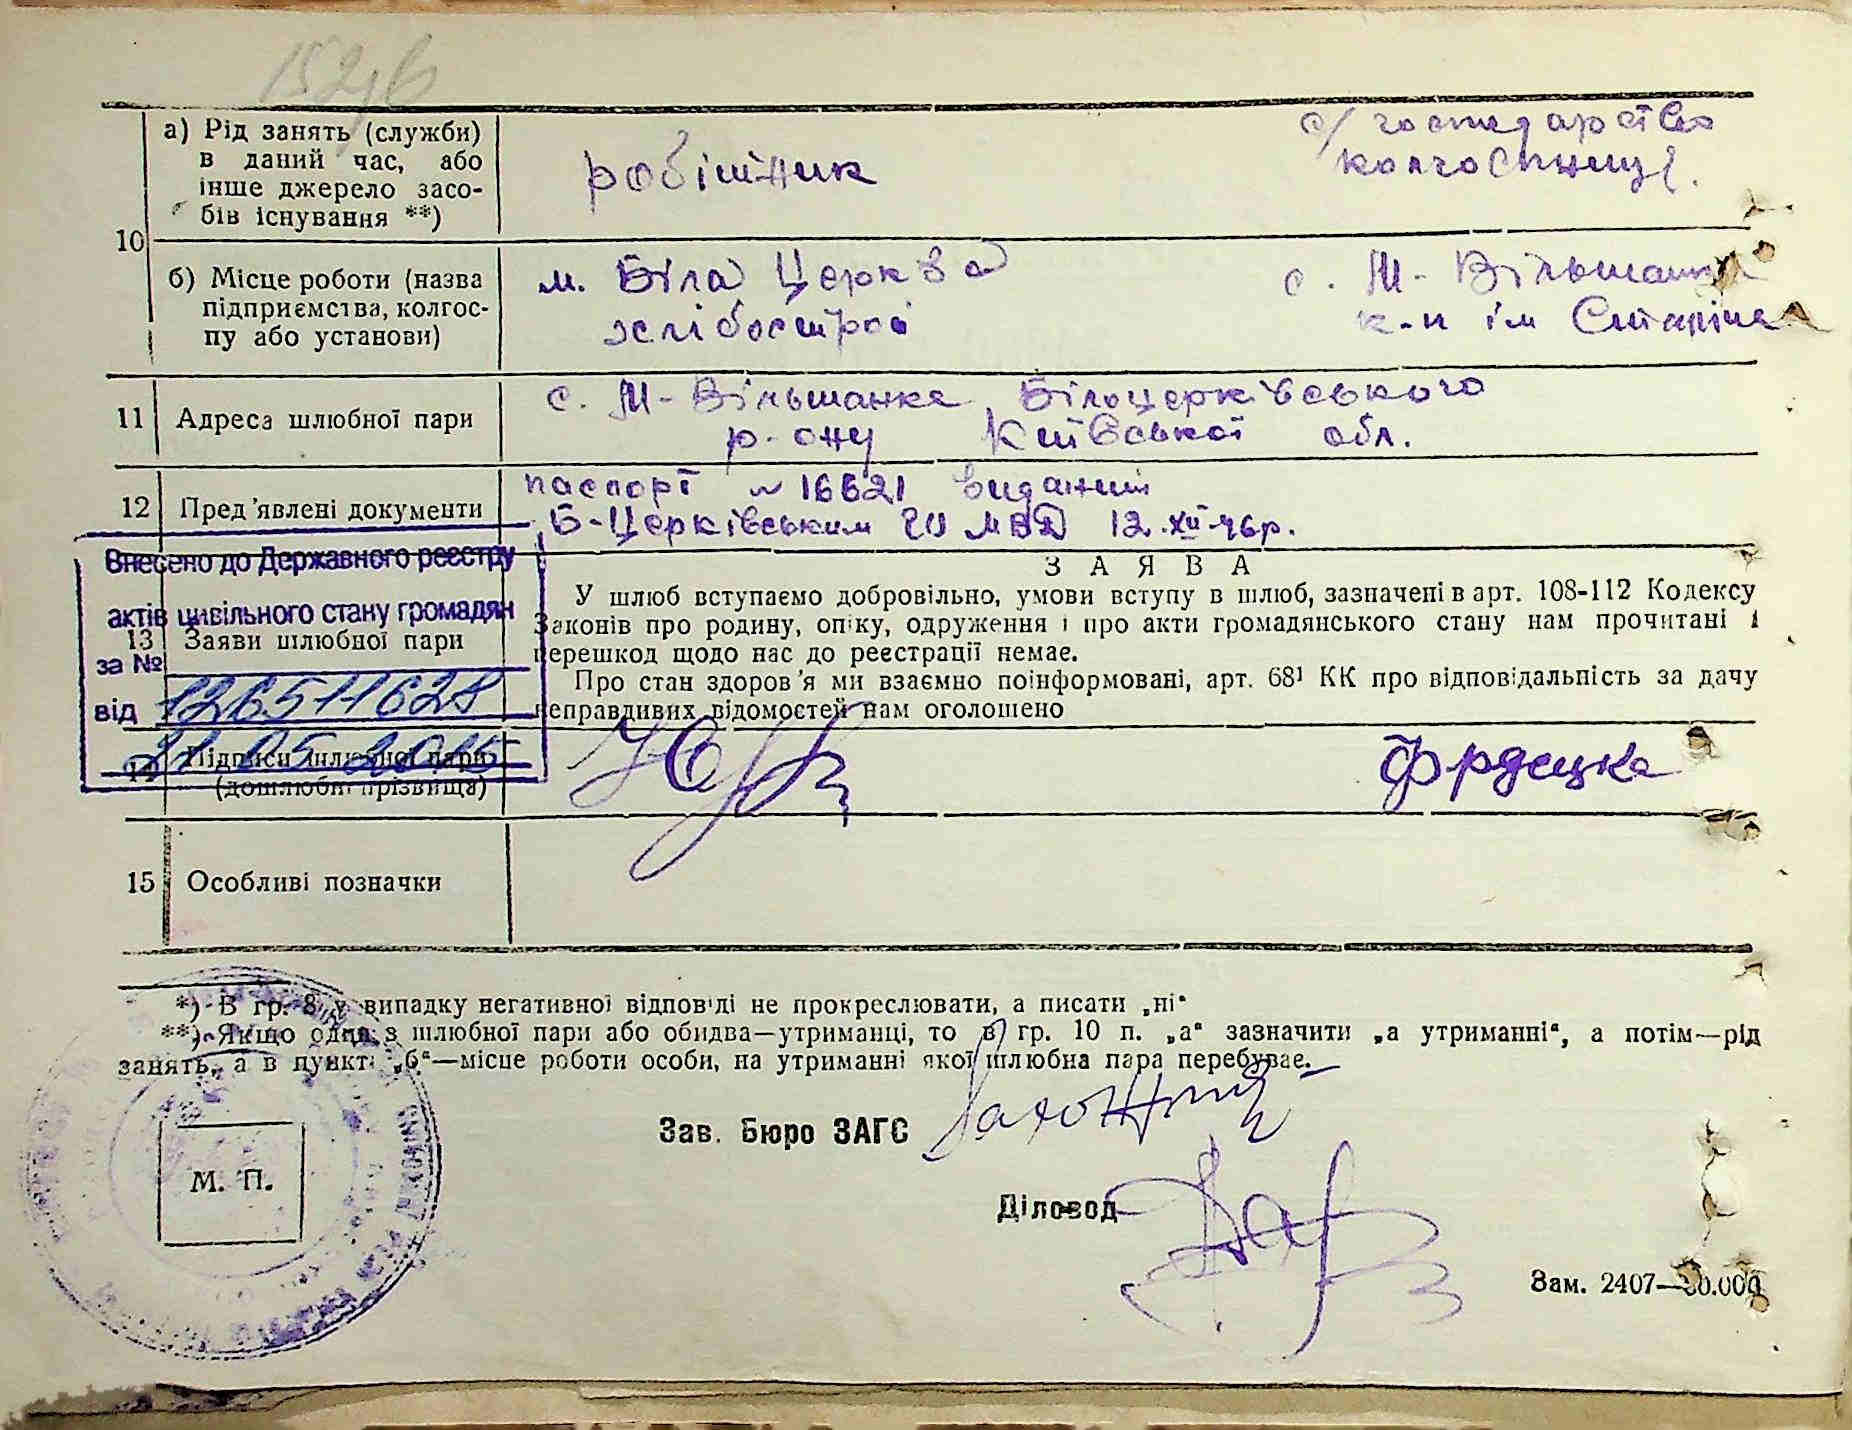 10
а) Рід занять (служби)
в даний час, або
інше джерело засо-
бів існування **)
робітник
с/господарство
колгоспниця.
б) Місце роботи (назва
підприємства, колгос-
пу або установи)
м. Біла Церква
хлібострой
с. М-Вільшанка
к-п ім Сталіна
11 Адреса шлюбної пари
с. М-Вільшанка Білоцерківського
р-ону Київської обл.
12 Пред'явлені документи
паспорт № 16621 виданий
Б-Церківським МВД 12.XII-46р.
Внесено до Державного реєстру
актів цивільного стану громадян
за №
126511628
від
13 Заяви шлюбної пари
ЗАЯВА
У шлюб вступаємо добровільно, умови вступу в шлюб, зазначені в арт. 108-112 Кодексу
Законів про родину, опіку, одруження і про акти громадянського стану нам прочитані і
перешкод щодо нас до реєстрації немає.
Про стан здоров'я ми взаємно поінформовані, арт. 68¹ КК про відповідальність за дачу
неправдивих відомостей нам оголошено
14 Підписи шлюбної пари
(дошлюбні прізвища)
15 Особливі позначки
*) В гр. 8 у випадку негативної відповіді не прокреслювати, а писати „ні“
**) Якщо один з шлюбної пари або обидва—утриманці, то в гр. 10 п. „а“ зазначити „а утриманні“, а потім—рід
занять, а в пункті „б“—місце роботи особи, на утриманні якої шлюбна пара перебуває.
Зав. Бюро ЗАГС
М. П.
Діловод
Зам. 2407—30.000